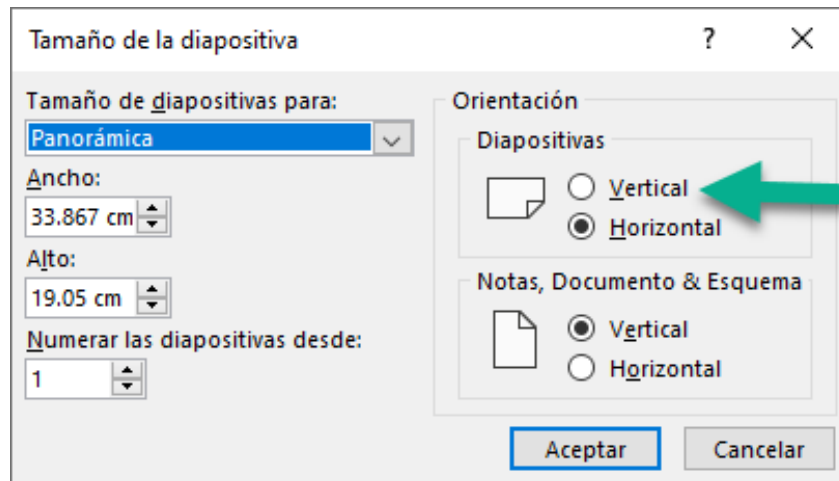 Tamaño de la diapositiva
?
Tamaño de diapositivas para:
Panorámica
Ancho:
33.867 cm
Alto:
19.05 cm
Numerar las diapositivas desde:
1
Orientación
Diapositivas
Vertical
Horizontal
Notas, Documento & Esquema
Vertical
Horizontal
Aceptar
Cancelar